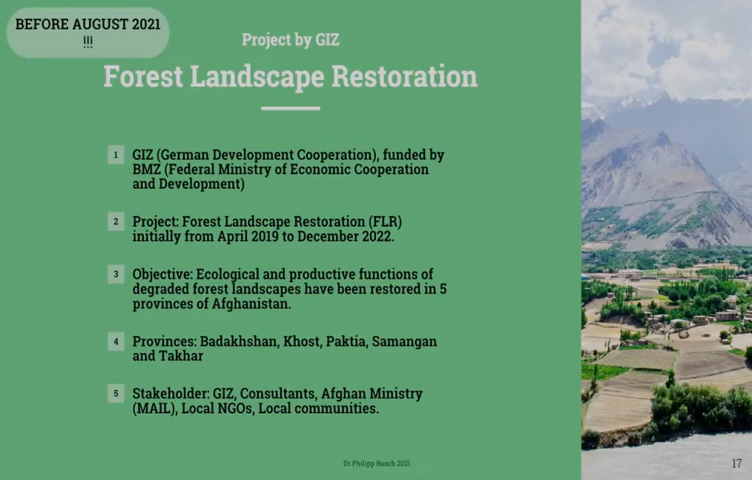 BEFORE AUGUST 2021
!!!
Project by GIZ
Forest Landscape Restoration
1 GIZ (German Development Cooperation), funded by
BMZ (Federal Ministry of Economic Cooperation
and Development)
2 Project: Forest Landscape Restoration (FLR)
initially from April 2019 to December 2022.
3 Objective: Ecological and productive functions of
degraded forest landscapes have been restored in 5
provinces of Afghanistan.
4 Provinces: Badakhshan, Khost, Paktia, Samangan
and Takhar
5 Stakeholder: GIZ, Consultants, Afghan Ministry
(MAIL), Local NGOs, Local communities.
Dr Philipp Busch 2021
17